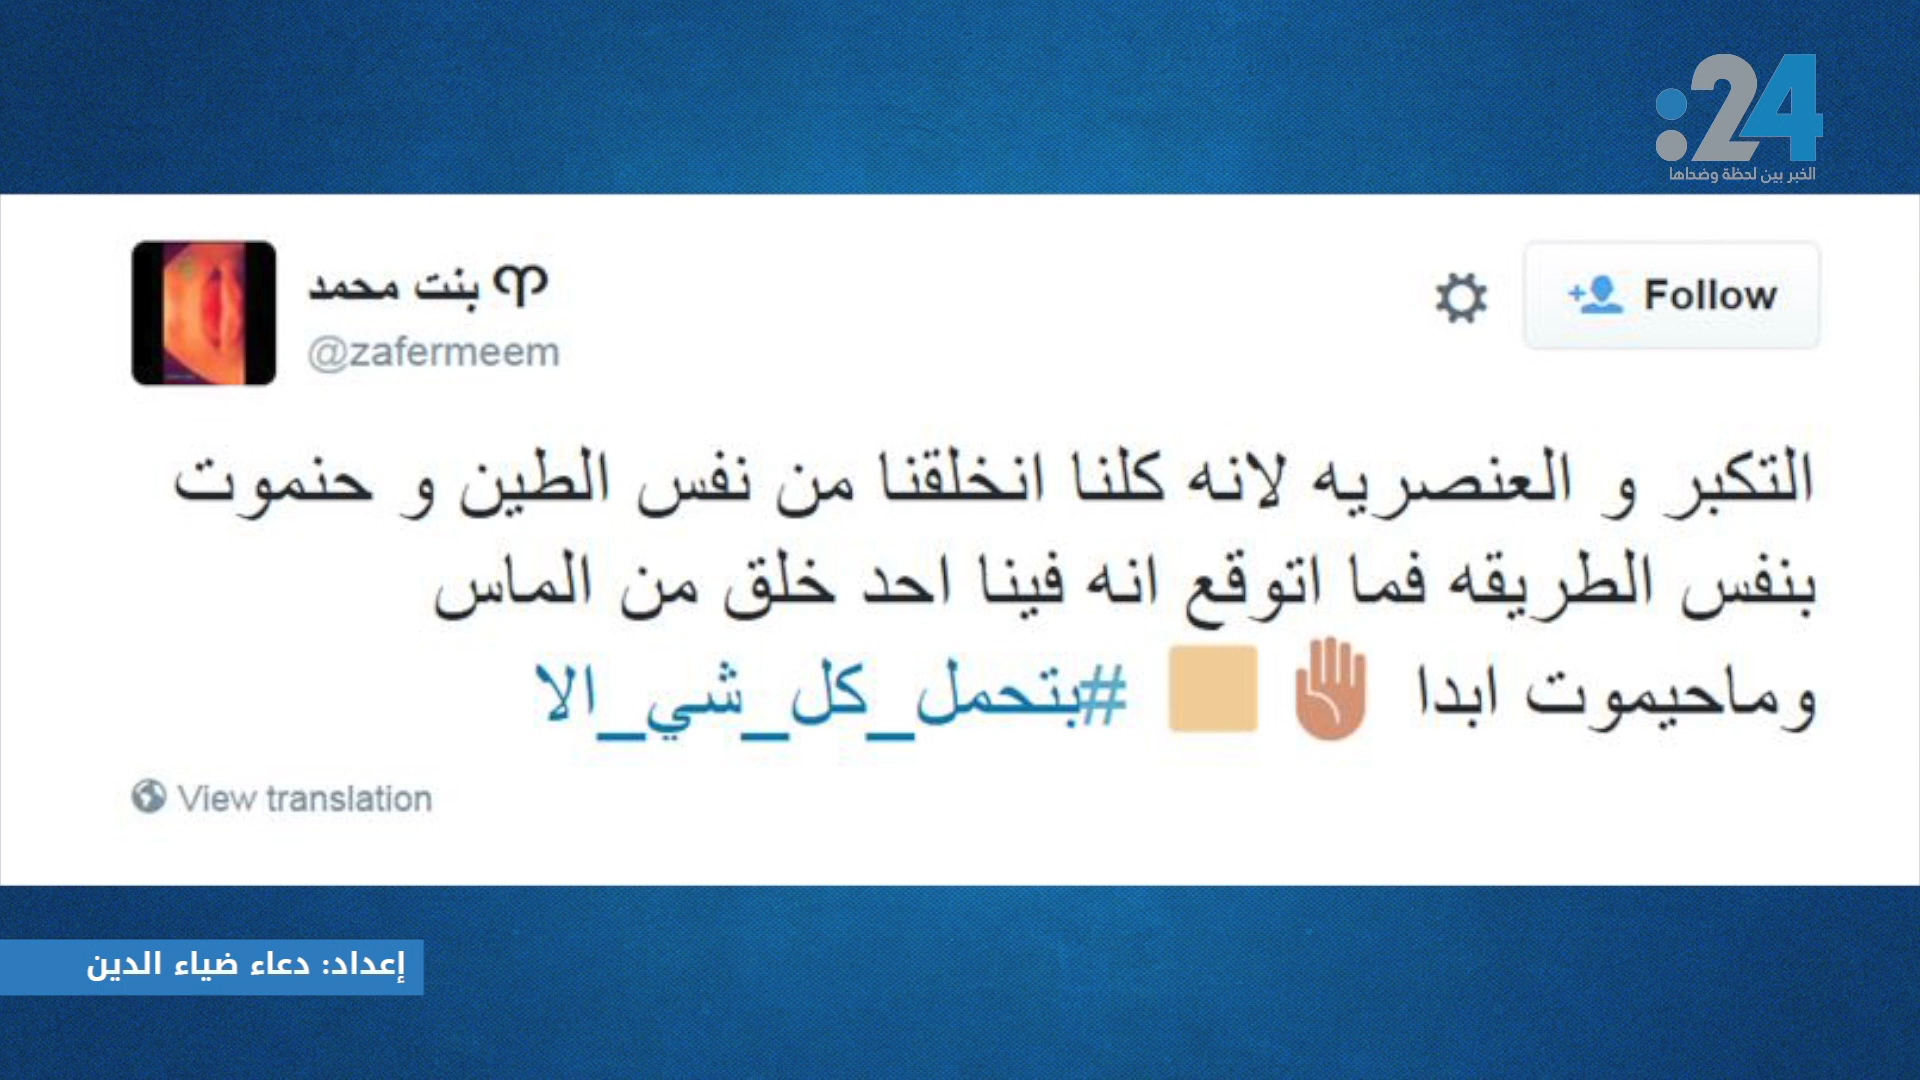 :24
الخبر بين لحظة وضحاها
♈ بنت محمد
@zafermeem
Follow
التكبر و العنصريه لانه كلنا انخلقنا من نفس الطين و حنموت
بنفس الطريقه فما اتوقع انه فينا احد خلق من الماس
وماحيموت ابدا ✋🏼 #بتحمل_كل_شي_الا
View translation
إعداد: دعاء ضياء الدين